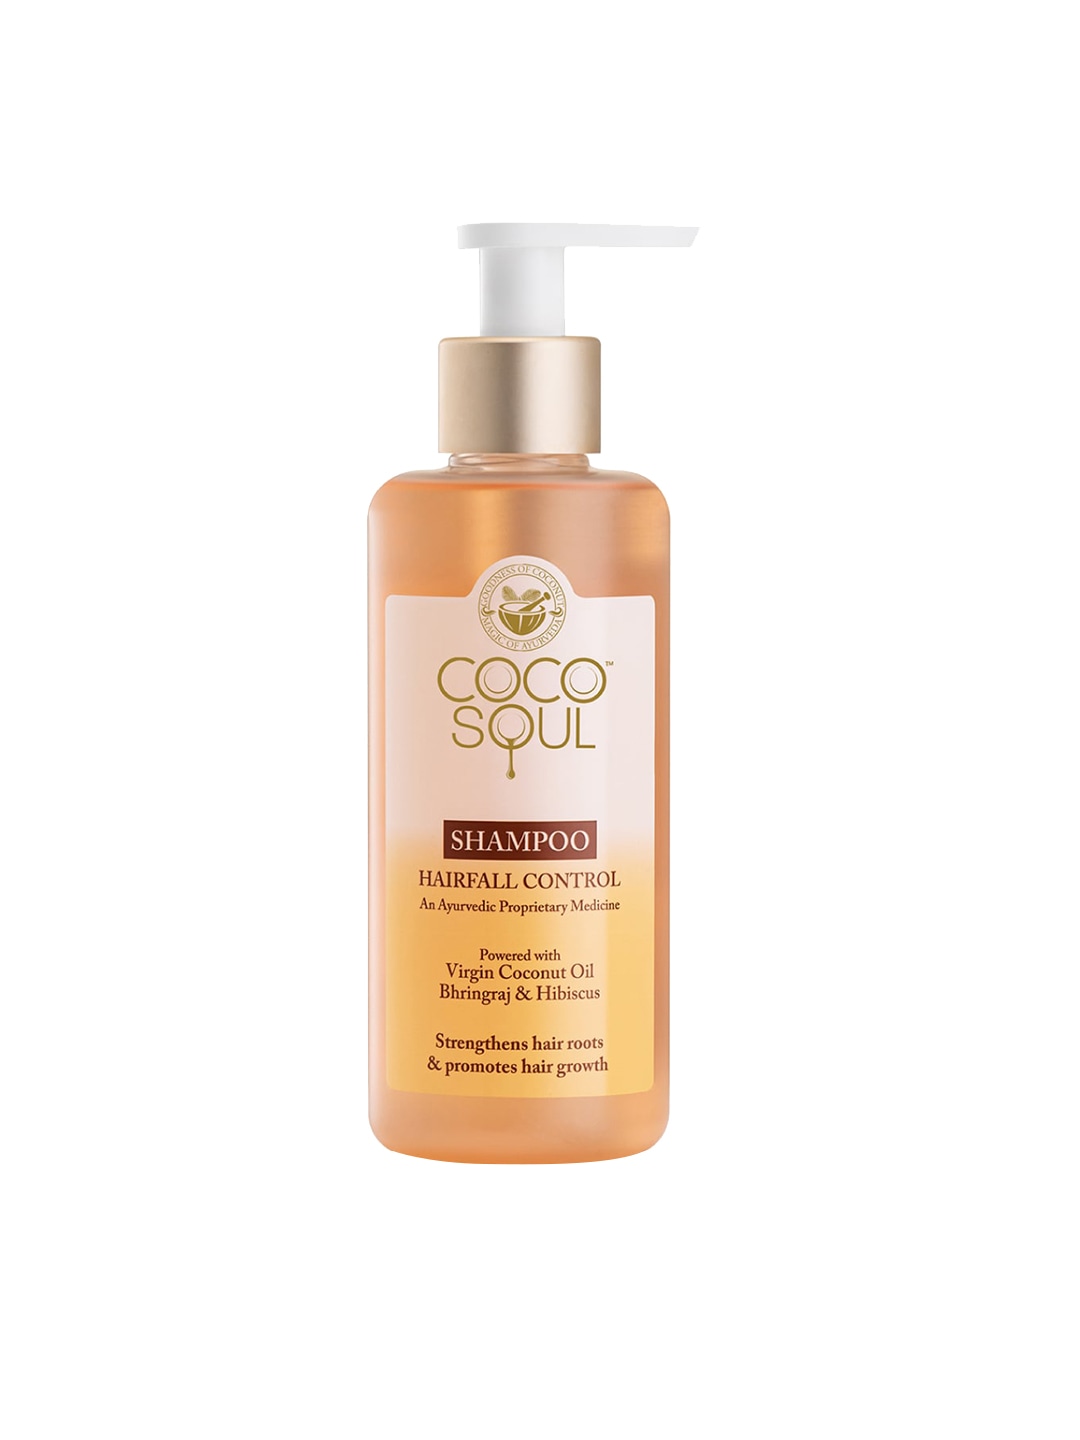 GOODNESS OF COCONUT
MAGIC OF AYURVEDA
COCO™
SOUL
SHAMPOO
HAIRFALL CONTROL
An Ayurvedic Proprietary Medicine
Powered with
Virgin Coconut Oil
Bhringraj & Hibiscus
Strengthens hair roots
& promotes hair growth